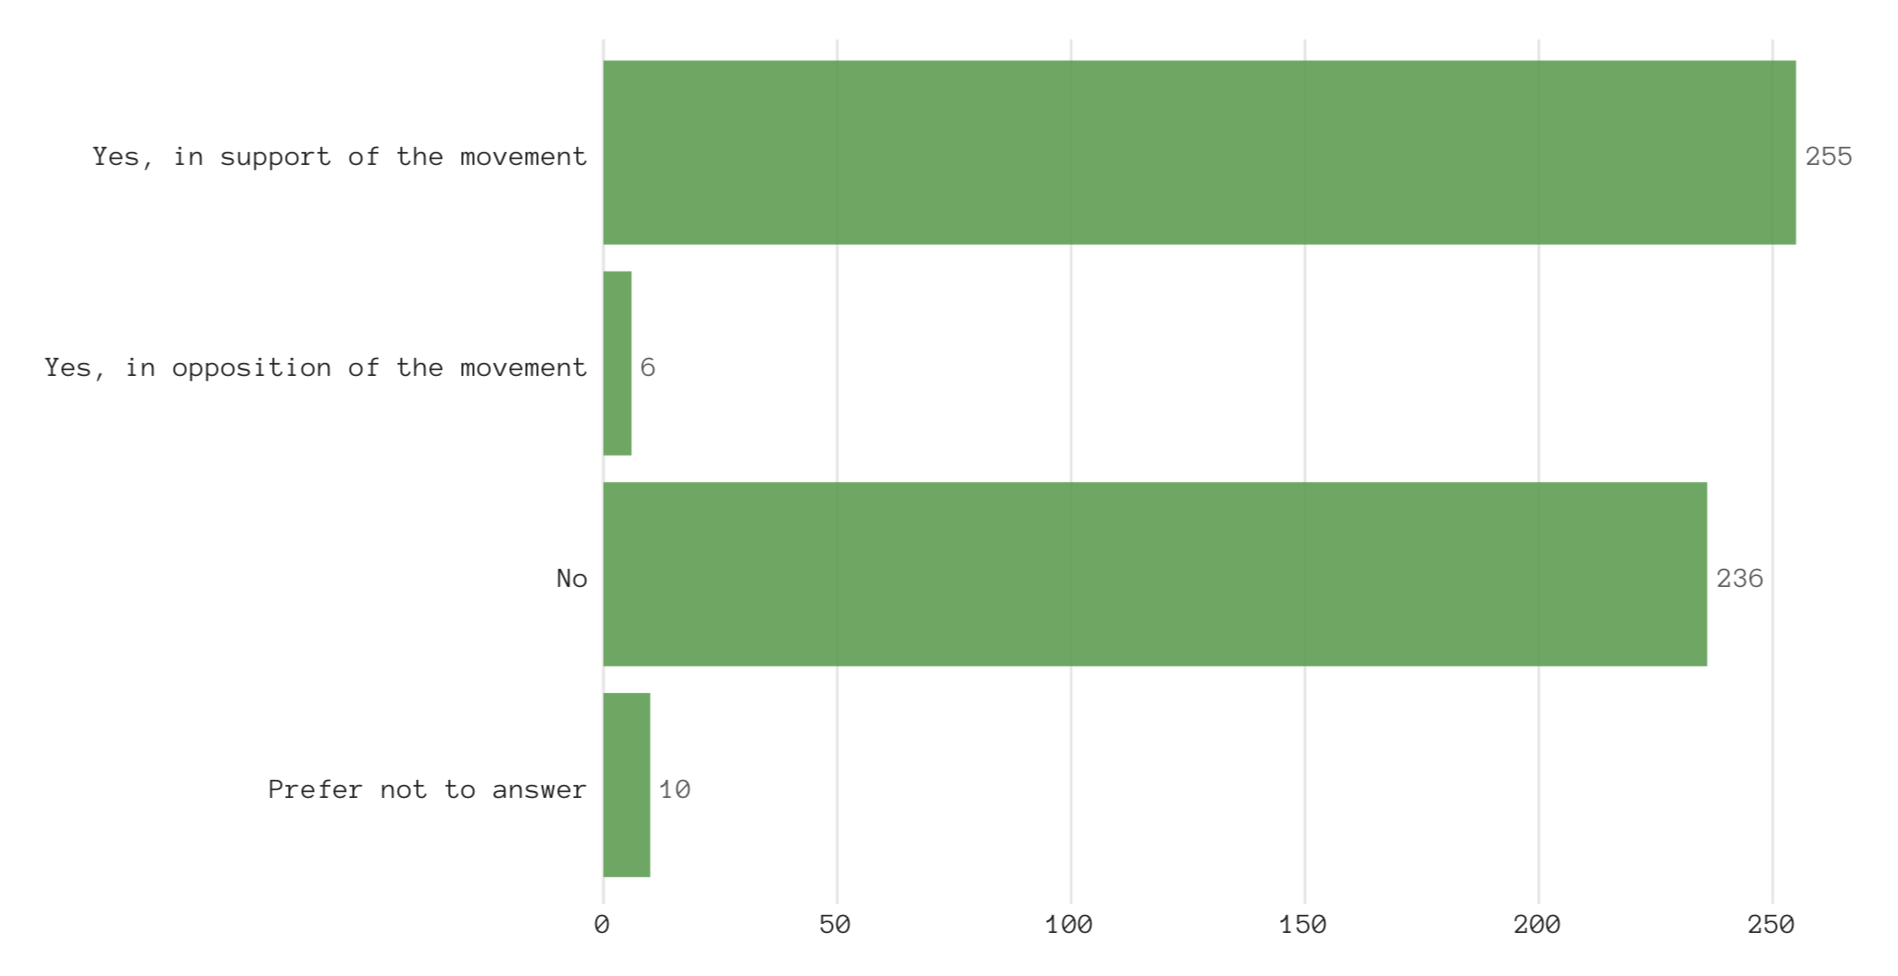 Yes, in support of the movement 255
Yes, in opposition of the movement 6
No 236
Prefer not to answer 10
0 50 100 150 200 250